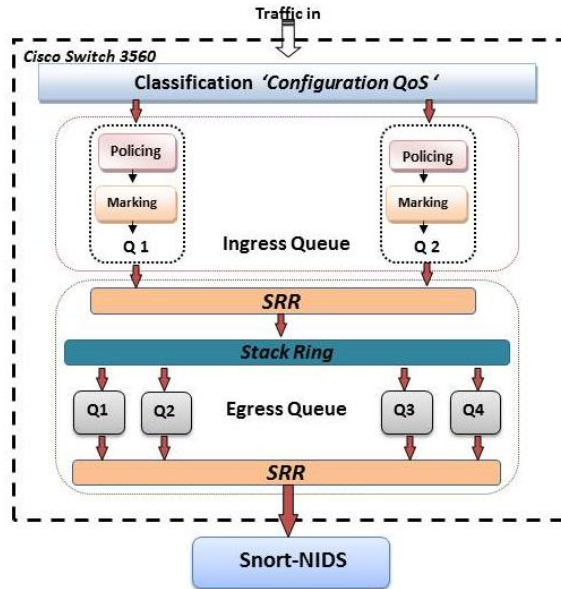 Traffic in
Cisco Switch 3560
Classification ‘Configuration QoS ‘
Policing
Policing
Marking
Marking
Q 1
Ingress Queue
Q 2
SRR
Stack Ring
Q1
Q2
Egress Queue
Q3
Q4
SRR
Snort-NIDS